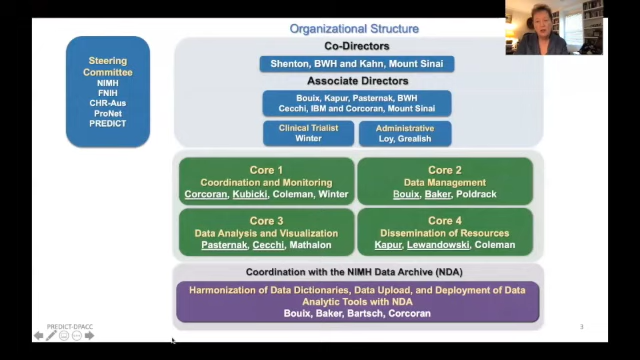 Organizational Structure
Steering
Committee
NIMH
FNIH
CHR-Aus
ProNet
PREDICT
Co-Directors
Shenton, BWH and Kahn, Mount Sinai
Associate Directors
Bouix, Kapur, Pasternak, BWH
Cecchi, IBM and Corcoran, Mount Sinai
Clinical Trialist
Winter
Administrative
Loy, Grealish
Core 1
Coordination and Monitoring
Corcoran, Kubicki, Coleman, Winter
Core 2
Data Management
Bouix, Baker, Poldrack
Core 3
Data Analysis and Visualization
Pasternak, Cecchi, Mathalon
Core 4
Dissemination of Resources
Kapur, Lewandowski, Coleman
Coordination with the NIMH Data Archive (NDA)
Harmonization of Data Dictionaries, Data Upload, and Deployment of Data
Analytic Tools with NDA
Bouix, Baker, Bartsch, Corcoran
PREDICT-DPACC
3